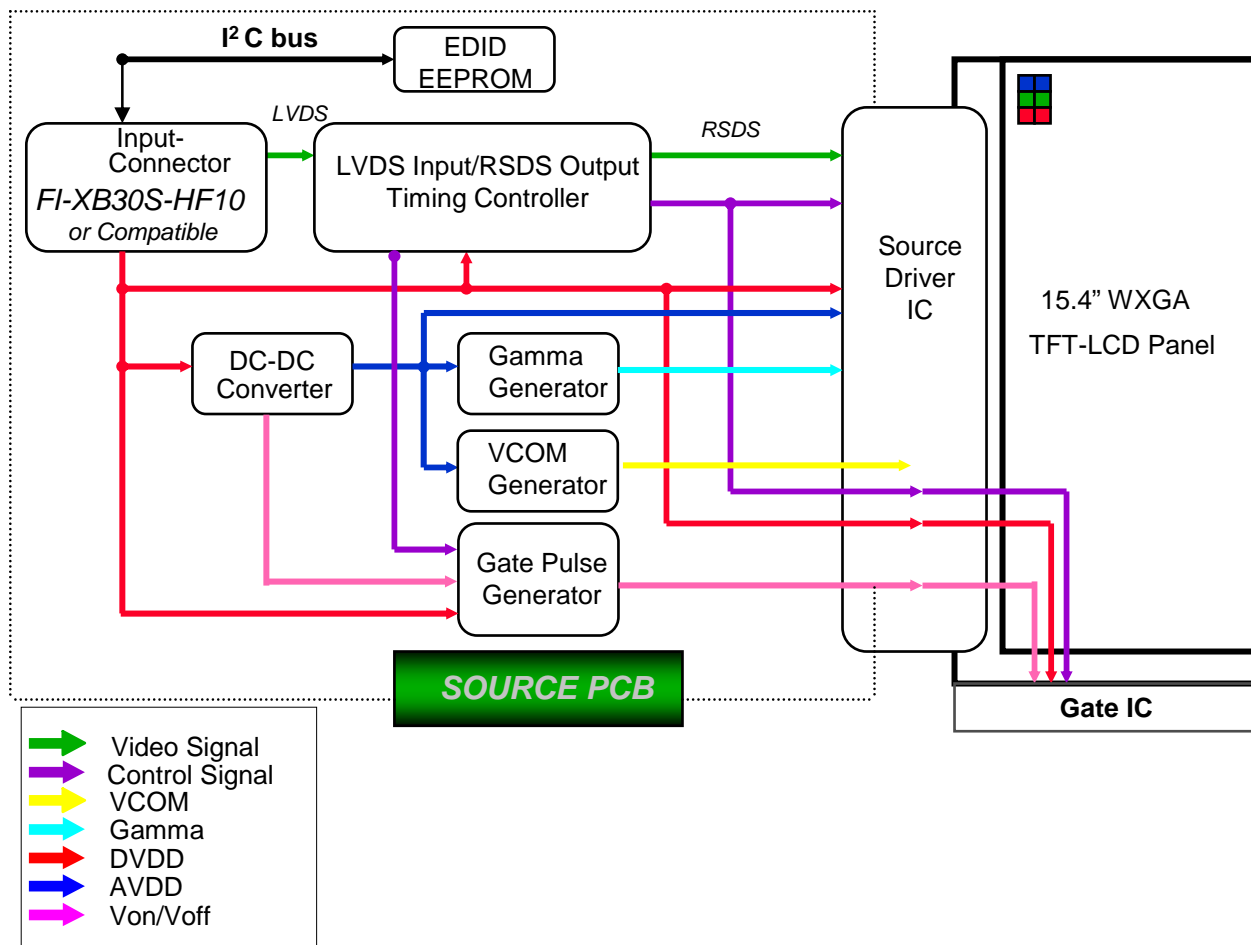 I² C bus
EDID
EEPROM
LVDS
RSDS
Input-
Connector
FI-XB30S-HF10
or Compatible
LVDS Input/RSDS Output
Timing Controller
Source
Driver
IC
15.4” WXGA
TFT-LCD Panel
DC-DC
Converter
Gamma
Generator
VCOM
Generator
Gate Pulse
Generator
SOURCE PCB
Gate IC
Video Signal
Control Signal
VCOM
Gamma
DVDD
AVDD
Von/Voff